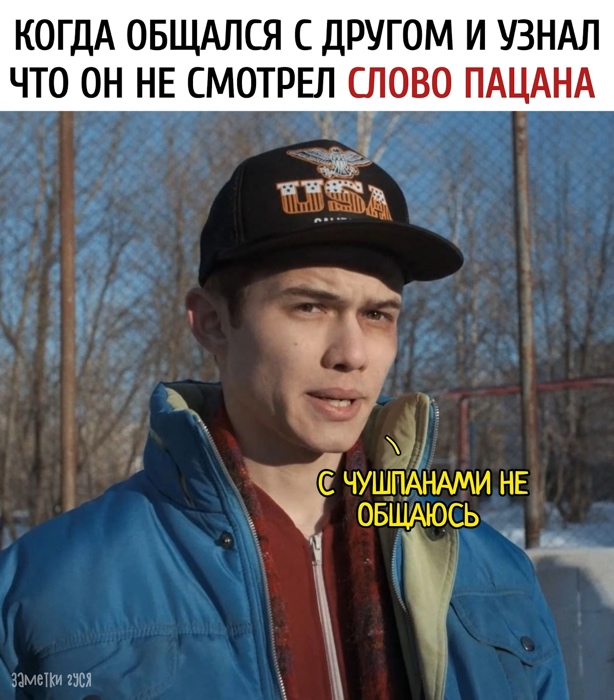 КОГДА ОБЩАЛСЯ С ДРУГОМ И УЗНАЛ
ЧТО ОН НЕ СМОТРЕЛ СЛОВО ПАЦАНА
USA
С ЧУШПАНАМИ НЕ
ОБЩАЮСЬ
заметки гуся